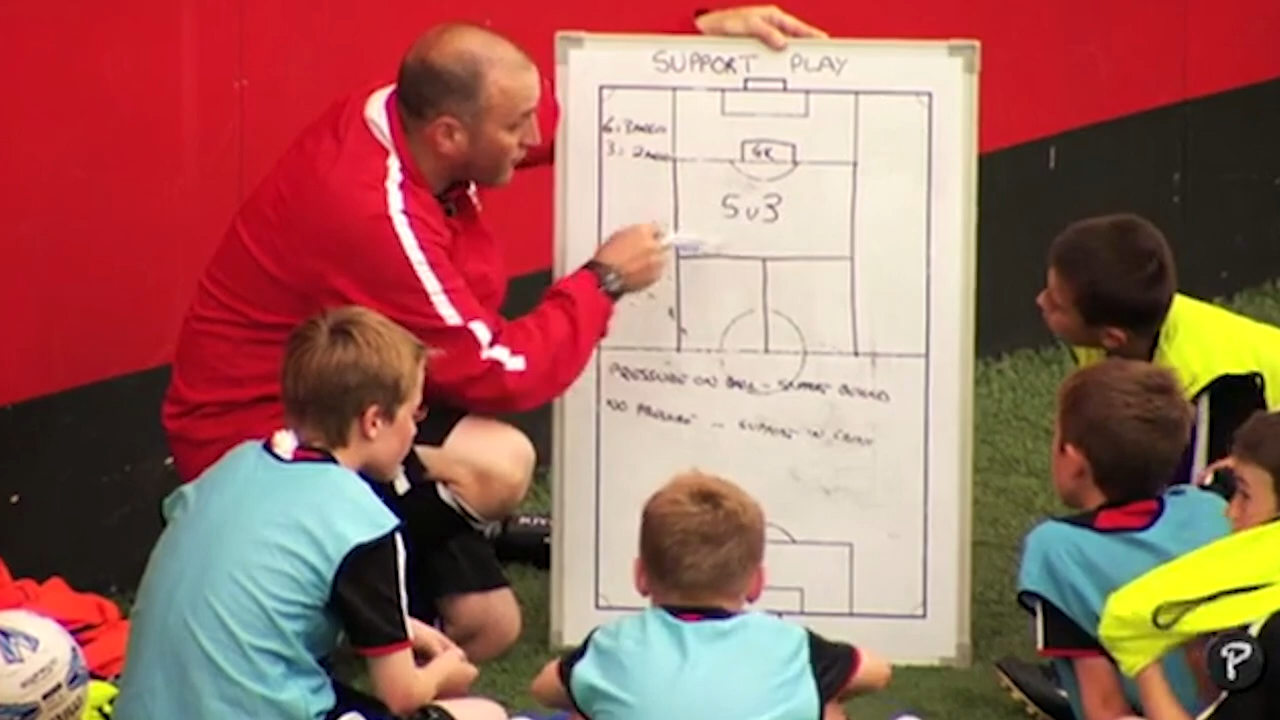 SUPPORT PLAY
GK
5v3
PRESSURE ON BALL - SUPPORT BEHIND
NO PRESSURE - SUPPORT IN FRONT
P